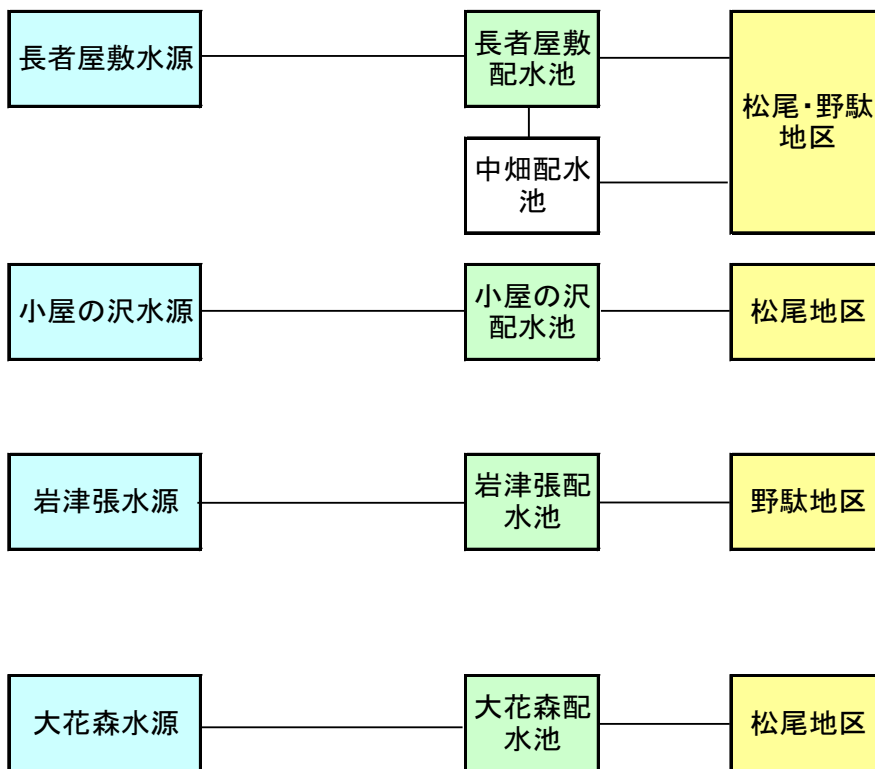 長者屋敷水源
長者屋敷
配水池
松尾・野駄
地区
中畑配水
池
小屋の沢水源
小屋の沢
配水池
松尾地区
岩津張水源
岩津張配
水池
野駄地区
大花森水源
大花森配
水池
松尾地区